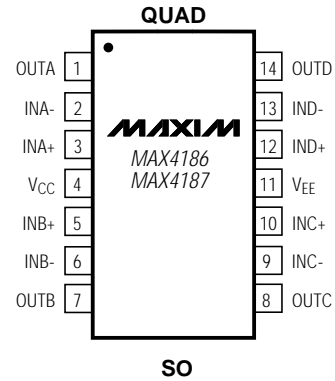 QUAD
OUTA 1 14 OUTD
INA- 2 13 IND-
MAXIM
INA+ 3 12 IND+
MAX4186
VCC 4 MAX4187 11 VEE
INB+ 5 10 INC+
INB- 6 9 INC-
OUTB 7 8 OUTC
SO